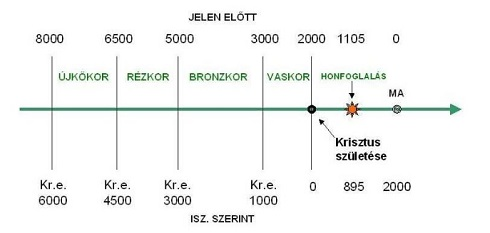 JELEN ELŐTT
8000 6500 5000 3000 2000 1105 0
ÚJKŐKOR RÉZKOR BRONZKOR VASKOR HONFOGLALÁS
MA
Krisztus
születése
Kr.e. Kr.e. Kr.e. Kr.e.
6000 4500 3000 1000 0 895 2000
ISZ. SZERINT